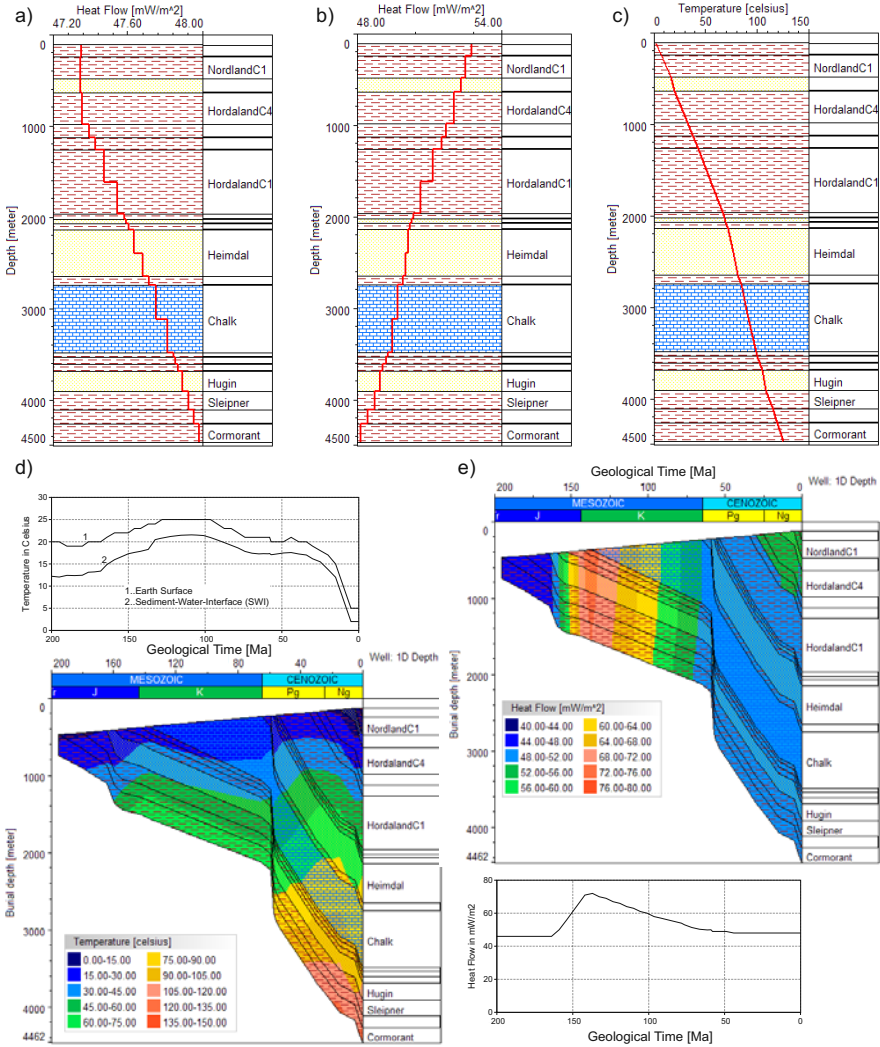 a)
Heat Flow [mW/m^2]
47.20 47.60 48.00
0
1000
2000
3000
4000
4500
Depth [meter]
NordlandC1
HordalandC4
HordalandC1
Heimdal
Chalk
Hugin
Sleipner
Cormorant
b)
Heat Flow [mW/m^2]
48.00 54.00
0
1000
2000
3000
4000
4500
Depth [meter]
NordlandC1
HordalandC4
HordalandC1
Heimdal
Chalk
Hugin
Sleipner
Cormorant
c)
Temperature [celsius]
0 50 100 150
0
1000
2000
3000
4000
4500
Depth [meter]
NordlandC1
HordalandC4
HordalandC1
Heimdal
Chalk
Hugin
Sleipner
Cormorant
d)
30
25
20
15
10
5
0
Temperature in Celsius
1
2
1..Earth Surface
2..Sediment-Water-Interface (SWI)
200 150 100 50 0
Geological Time [Ma]
200 160 120 80 40 0
Well: 1D Depth
MESOZOIC CENOZOIC
r J K Pg Ng
0
1000
2000
3000
4000
4462
Burial depth [meter]
NordlandC1
HordalandC4
HordalandC1
Heimdal
Chalk
Hugin
Sleipner
Cormorant
Temperature [celsius]
0.00-15.00 75.00-90.00
15.00-30.00 90.00-105.00
30.00-45.00 105.00-120.00
45.00-60.00 120.00-135.00
60.00-75.00 135.00-150.00
e)
Geological Time [Ma]
200 150 100 50 0
Well: 1D Depth
MESOZOIC CENOZOIC
r J K Pg Ng
0
1000
2000
3000
4000
4462
Burial depth [meter]
NordlandC1
HordalandC4
HordalandC1
Heimdal
Chalk
Hugin
Sleipner
Cormorant
Heat Flow [mW/m^2]
40.00-44.00 60.00-64.00
44.00-48.00 64.00-68.00
48.00-52.00 68.00-72.00
52.00-56.00 72.00-76.00
56.00-60.00 76.00-80.00
80
60
40
20
0
Heat Flow in mW/m2
200 150 100 50 0
Geological Time [Ma]